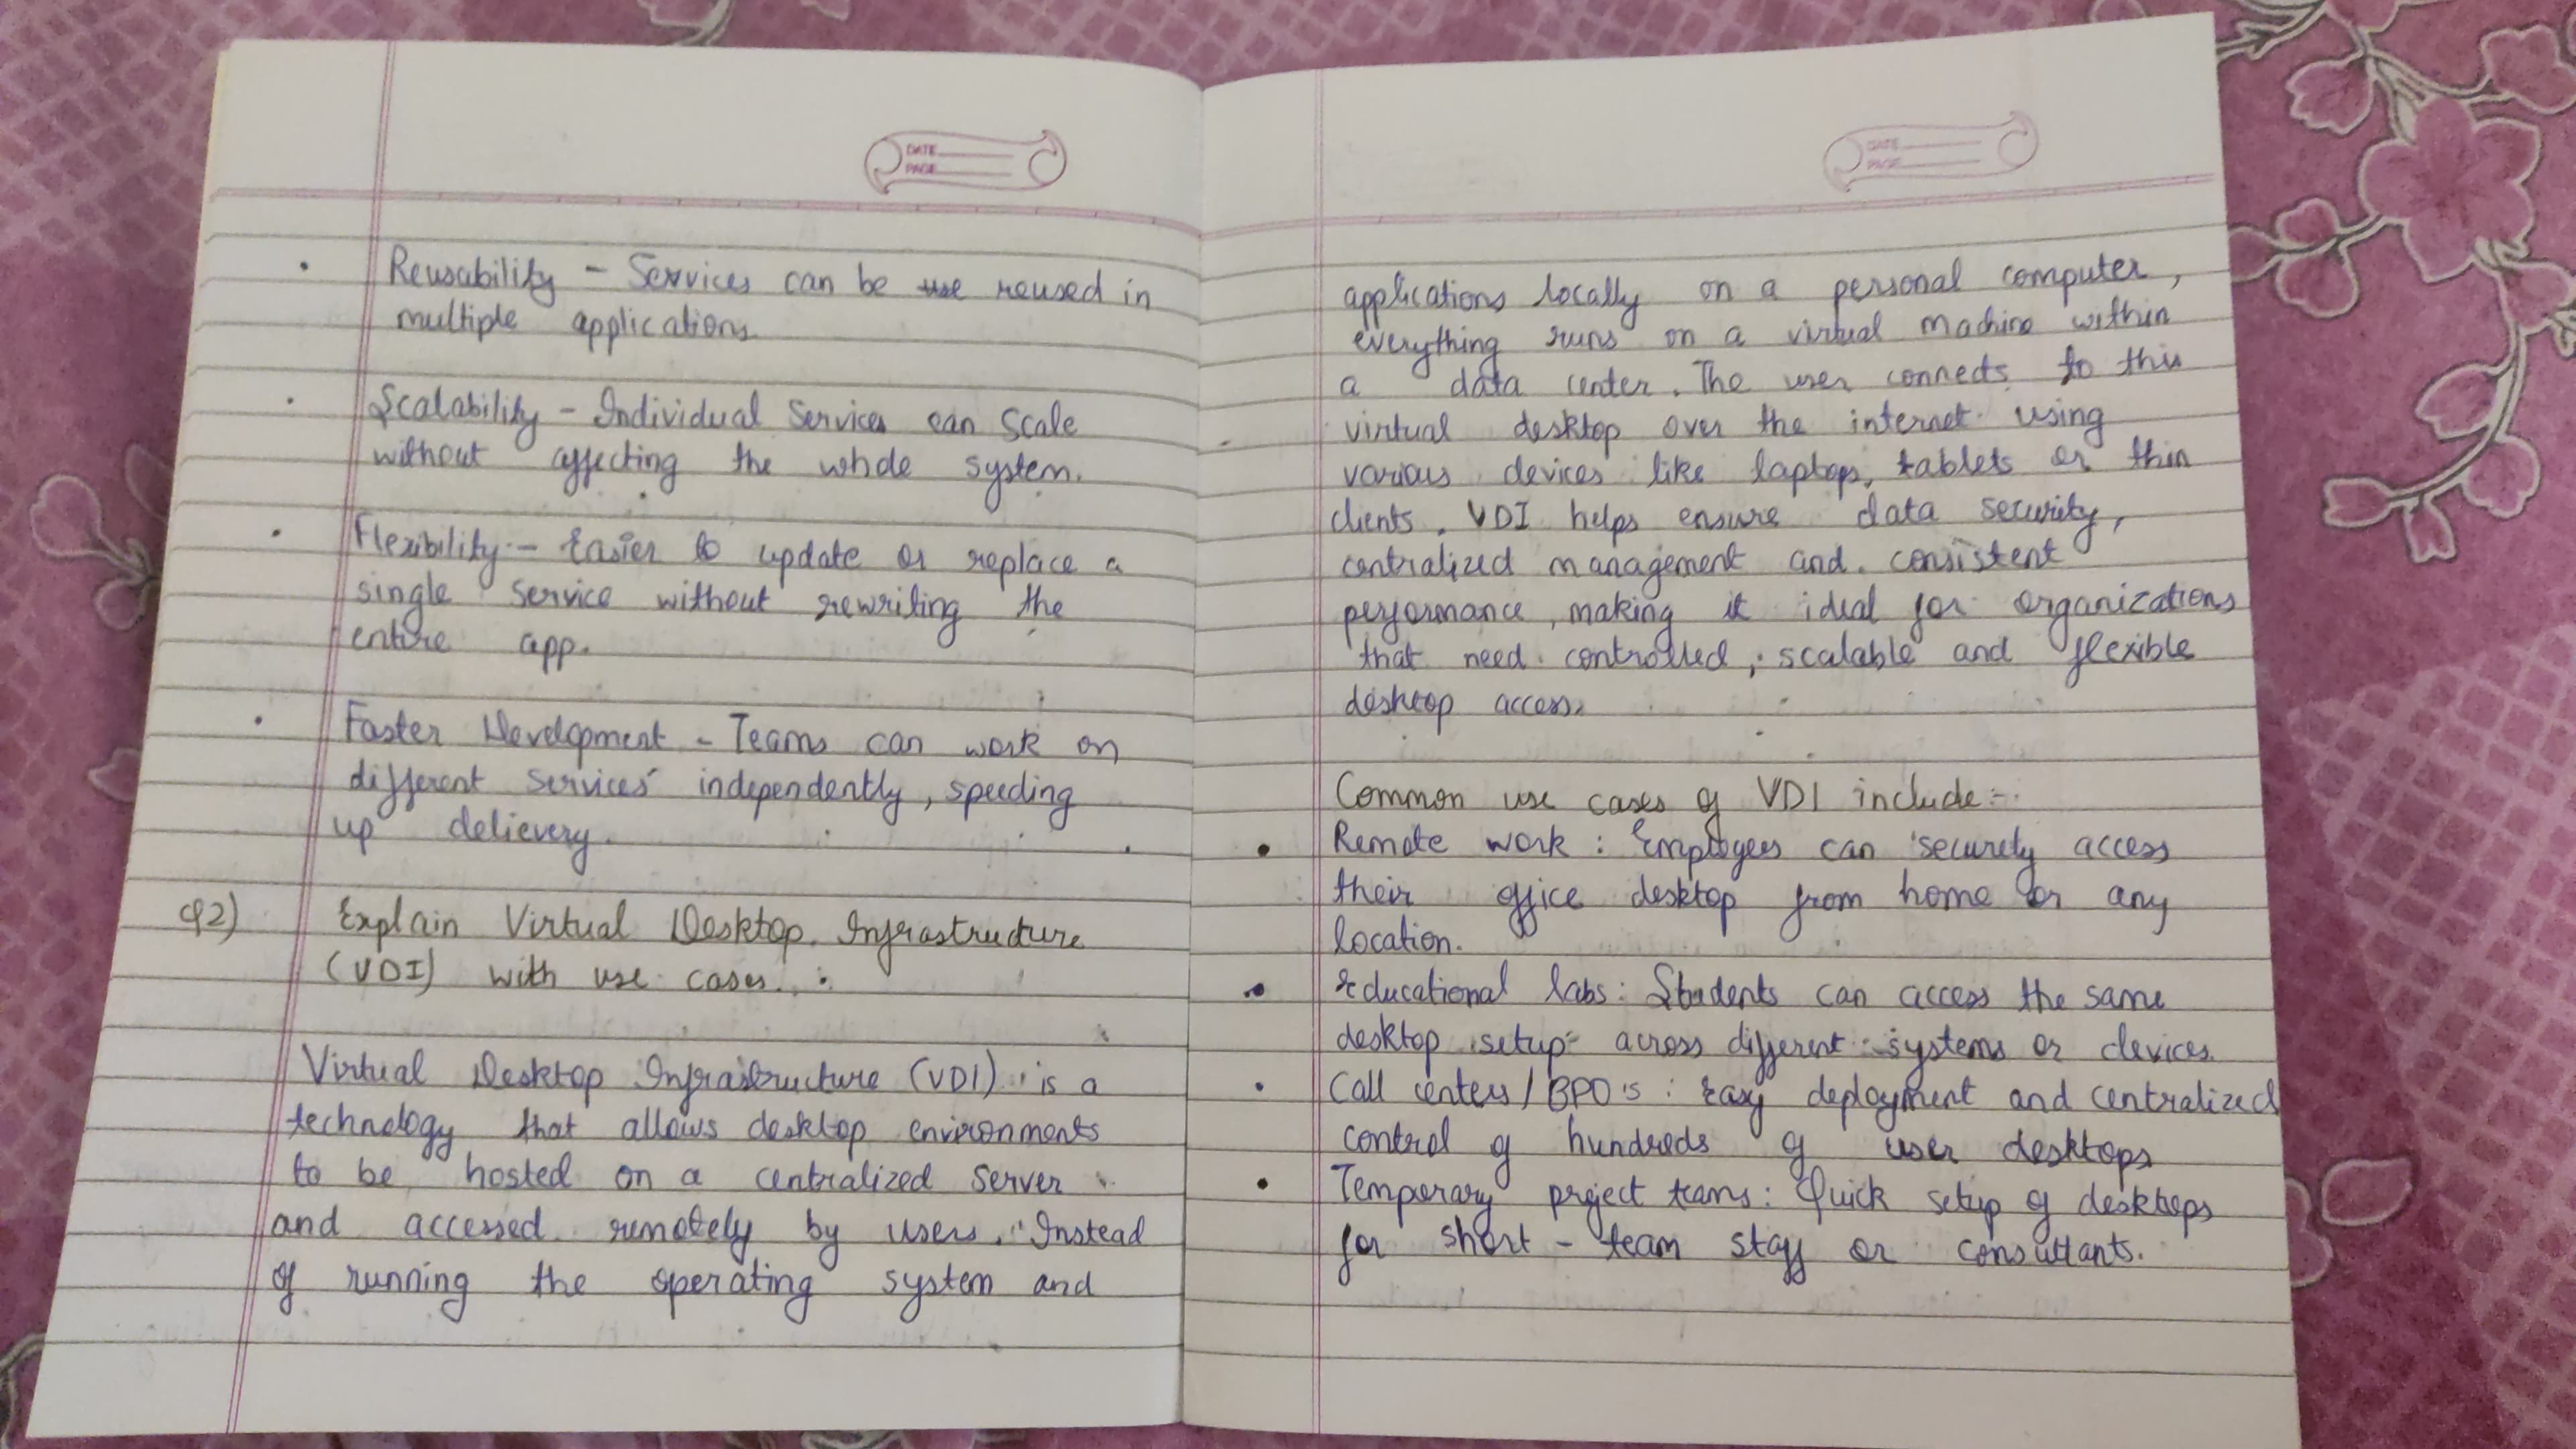 DATE
PAGE
Reusability - Services can be use reused in
multiple applications.
Scalability - Individual Services can scale
without affecting the whole system.
Flexibility - Easier to update or replace a
single service without rewriting the
entire app.
Faster Development - Teams can work on
different services independently, speeding
up delievery.
Q2) Explain Virtual Desktop Infrastructure
(VDI) with use cases.
Virtual Desktop Infrastructure (VDI) is a
technology that allows desktop environments
to be hosted on a centralized server
and accessed remotely by users. Instead
of running the operating system and
DATE
PAGE
applications locally on a personal computer,
everything runs on a virtual machine within
a data center. The user connects to this
virtual desktop over the internet using
various devices like laptops, tablets or thin
clients. VDI helps ensure data security,
centralized management and consistent
performance, making it ideal for organizations
that need controlled, scalable and flexible
desktop access.
Common use cases of VDI include:-
• Remote work : Employees can securely access
their office desktop from home or any
location.
• Educational labs: Students can access the same
desktop setup across different systems or devices.
• Call centers / BPO's : Easy deployment and centralized
control of hundreds of user desktops
• Temporary project teams: Quick setup of desktops
for short - team staff or consultants.